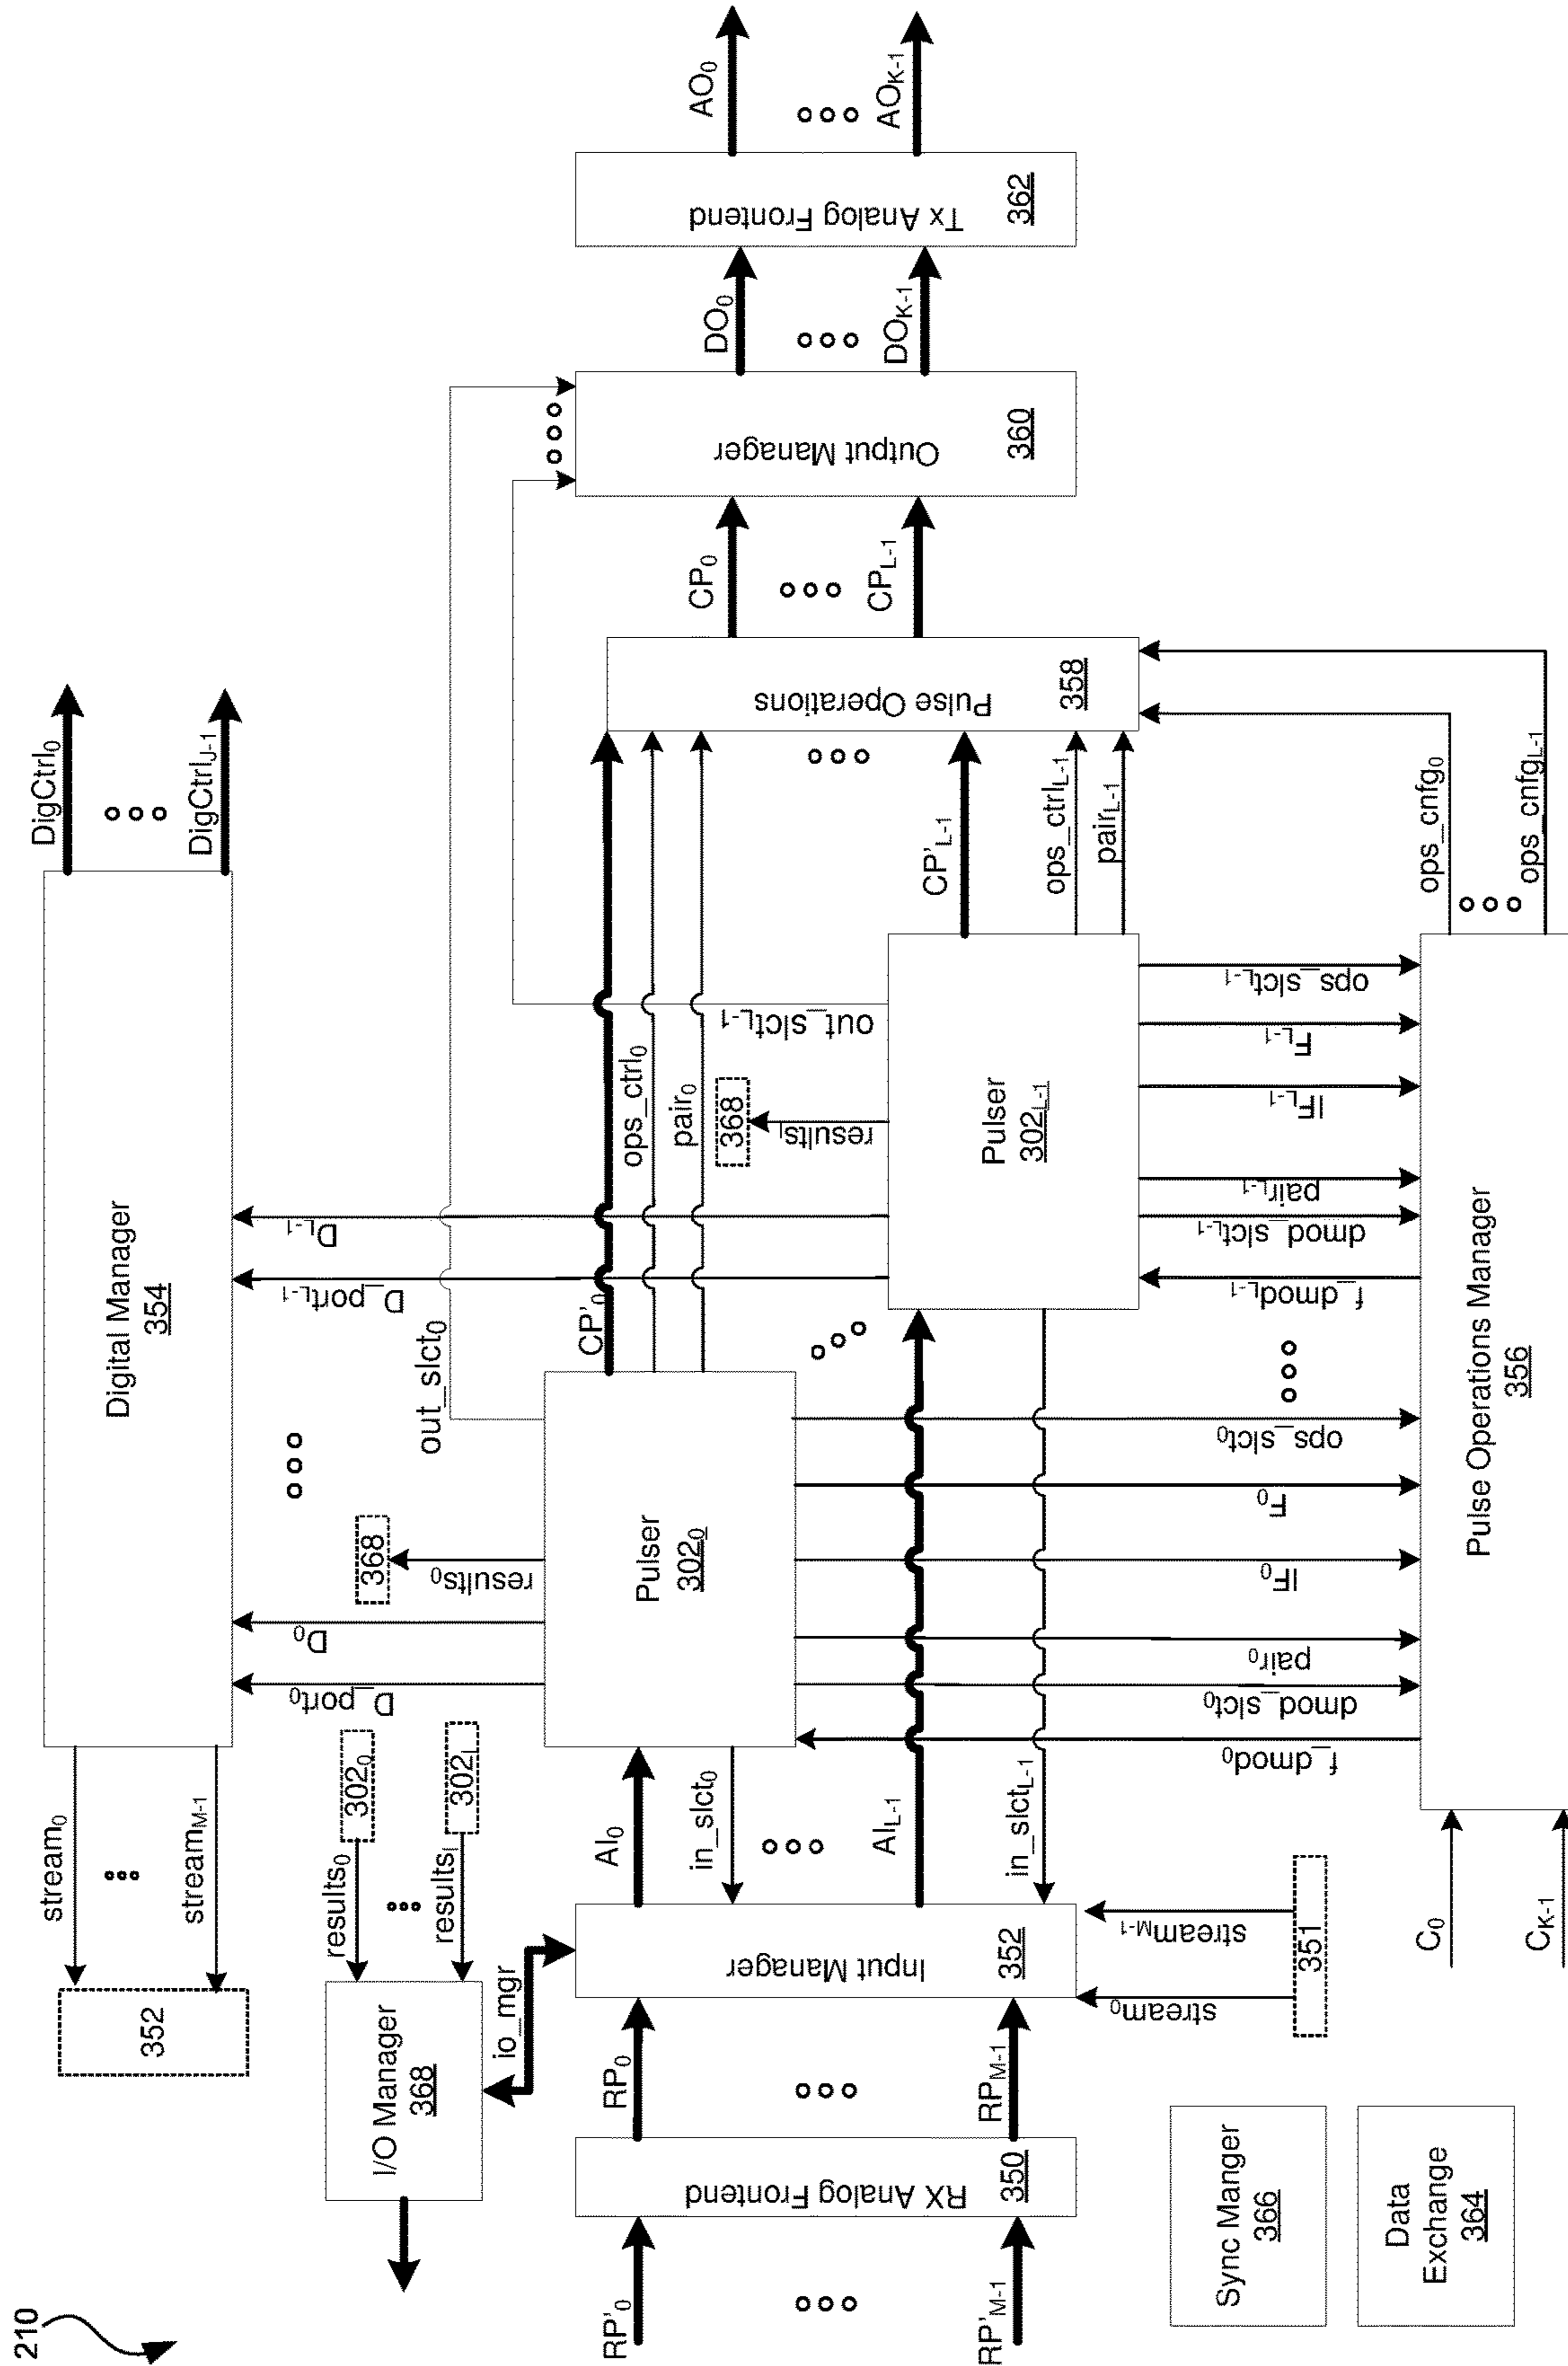 210
DigCtrl0
DigCtrlJ-1
Digital Manager
354
stream0
streamM-1
352
D_port0
D0
D_portL-1
DL-1
I/O Manager
368
results0
resultsl
3020
302l
io_mgr
results0
368
out_slct0
RP'0
RP'M-1
RX Analog Frontend
350
RP0
RPM-1
Input Manager
352
stream0
streamM-1
351
AI0
in_slct0
AIL-1
in_slctL-1
Pulser
3020
CP'0
ops_ctrl0
pair0
resultsl
368
out_slctL-1
Pulser
302L-1
CP'L-1
ops_ctrlL-1
pairL-1
Pulse Operations
358
CP0
CPL-1
Output Manager
360
DO0
DOK-1
Tx Analog Frontend
362
AO0
AOK-1
f_dmod0
dmod_slct0
pair0
IF0
F0
ops_slct0
f_dmodL-1
dmod_slctL-1
pairL-1
IFL-1
FL-1
ops_slctL-1
Pulse Operations Manager
356
C0
CK-1
ops_cnfg0
ops_cnfgL-1
Sync Manger
366
Data
Exchange
364